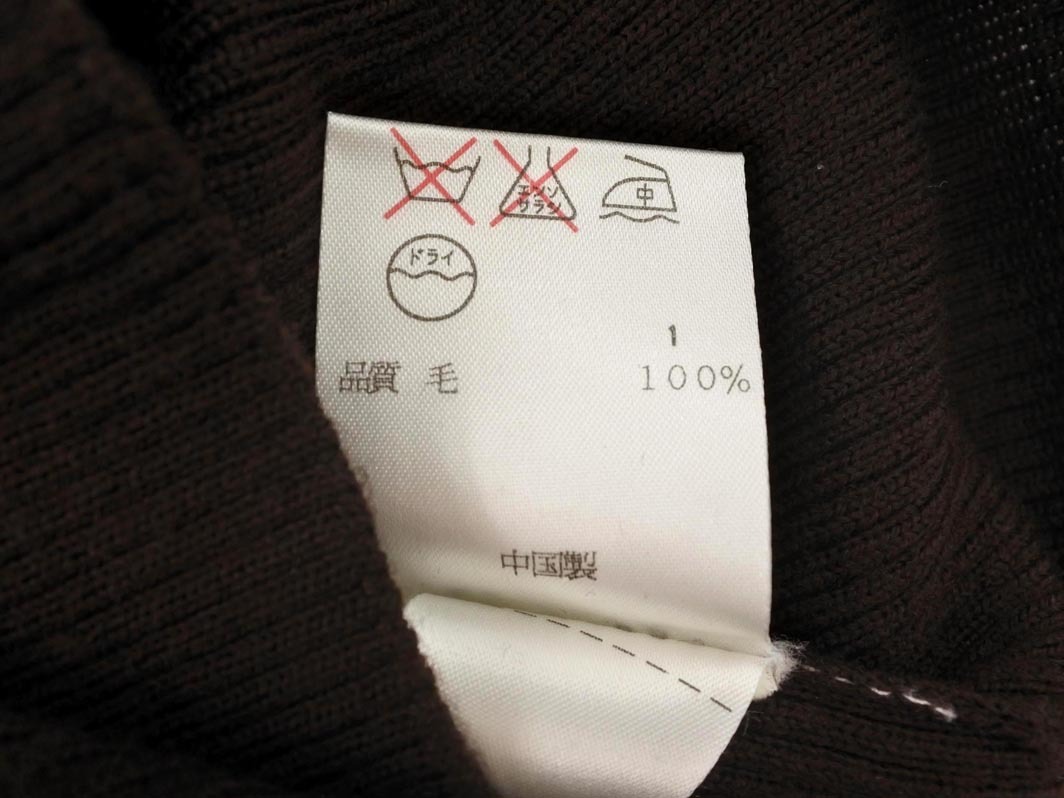 エンソ 中
サラシ
ドライ
1
品質 毛 100%
中国製